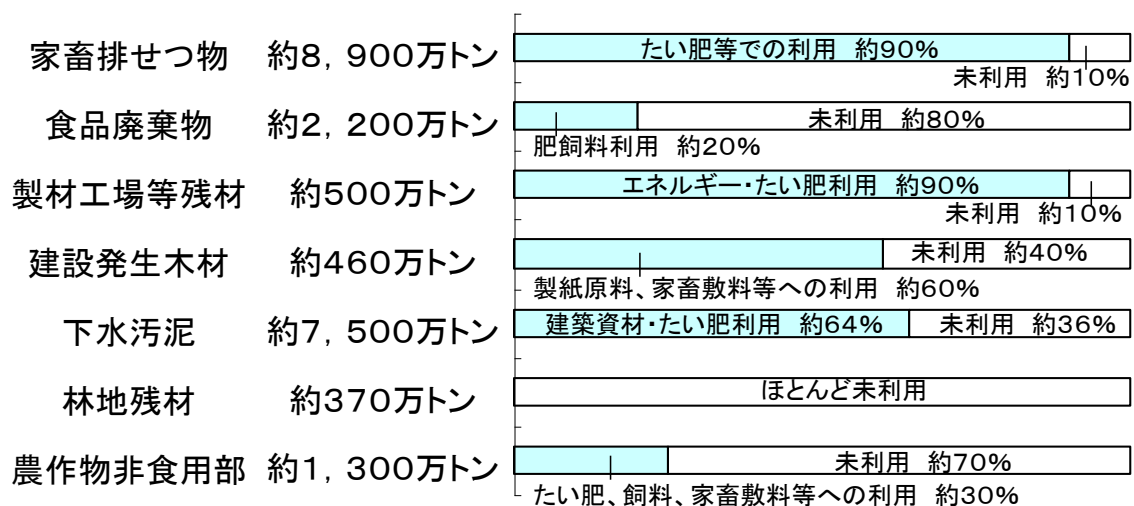 家畜排せつ物 約8,900万トン たい肥等での利用 約90%
未利用 約10%
食品廃棄物 約2,200万トン 未利用 約80%
肥飼料利用 約20%
製材工場等残材 約500万トン エネルギー・たい肥利用 約90%
未利用 約10%
建設発生木材 約460万トン 未利用 約40%
製紙原料、家畜敷料等への利用 約60%
下水汚泥 約7,500万トン 建築資材・たい肥利用 約64% 未利用 約36%
林地残材 約370万トン ほとんど未利用
農作物非食用部 約1,300万トン 未利用 約70%
たい肥、飼料、家畜敷料等への利用 約30%